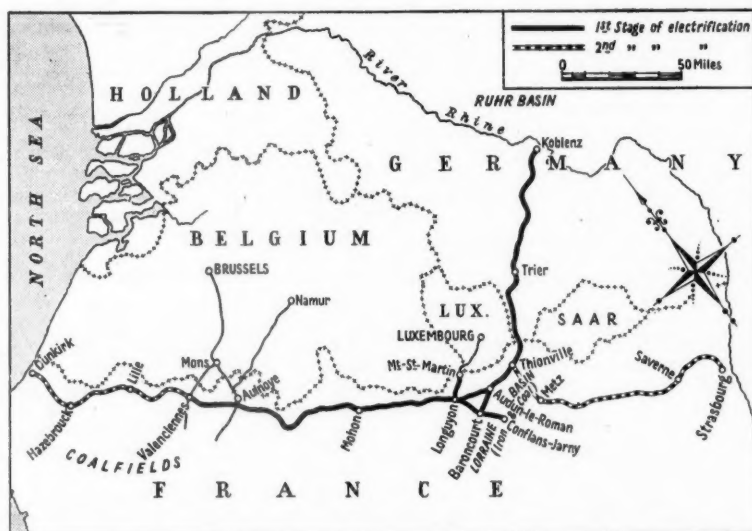 1st Stage of electrification
2nd " " "
0 50 Miles
HOLLAND
River Rhine
RUHR BASIN
NORTH SEA
Koblenz
GERMANY
BELGIUM
BRUSSELS
Namur
Trier
LUX.
LUXEMBOURG
SAAR
Dunkirk
Lille
Mons
Mt-St-Martin
Thionville
Saverne
Hazebrouck
Valenciennes
Aulnoye
Mohon
Longuyon
Baroncourt
LORRAINE BASIN
Audun-le-Roman
Metz
Conflans-Jarny
Strasbourg
COALFIELDS
FRANCE